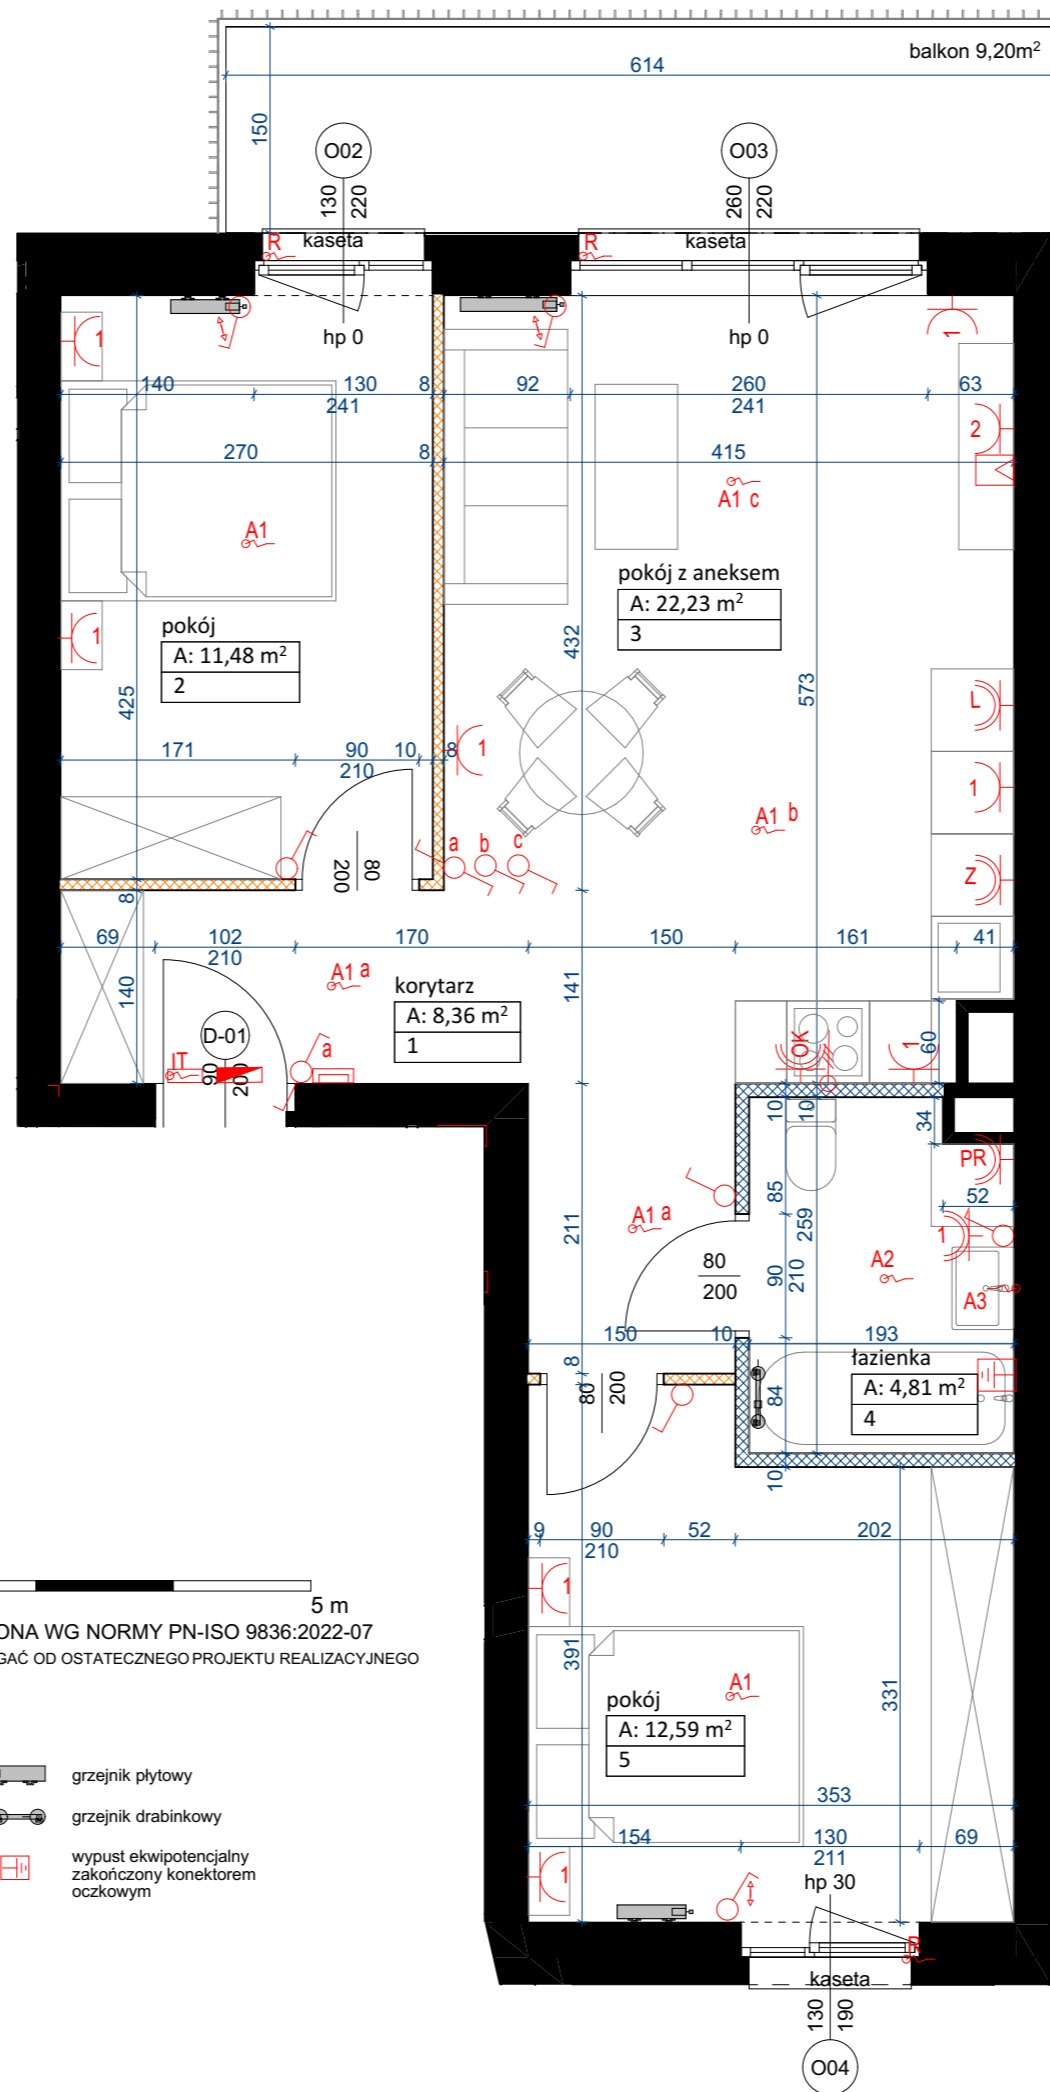 balkon 9,20m²
614
150
O02
O03
130
220
260
220
R
kaseta
R
kaseta
hp 0
hp 0
1
1
140
130
8
92
260
63
241
241
2
270
8
415
A1 c
A1
pokój z aneksem
A: 22,23 m²
3
pokój
A: 11,48 m²
2
1
432
425
573
L
171
90
10
8
1
210
1
A1 b
a
b
c
80
200
Z
8
69
102
170
150
161
41
210
140
A1 a
141
korytarz
A: 8,36 m²
1
D-01
IT
90
200
a
OK
1
60
10
10
34
PR
85
52
A1 a
211
259
1
80
200
90
210
A2
A3
150
10
193
8
łazienka
A: 4,81 m²
4
80
200
84
10
9
90
52
202
210
1
5 m
ONA WG NORMY PN-ISO 9836:2022-07
GAĆ OD OSTATECZNEGO PROJEKTU REALIZACYJNEGO
391
A1
331
pokój
A: 12,59 m²
5
grzejnik płytowy
353
grzejnik drabinkowy
154
130
69
211
wypust ekwipotencjalny
zakończony konektorem
oczkowym
1
hp 30
R
kaseta
130
190
O04